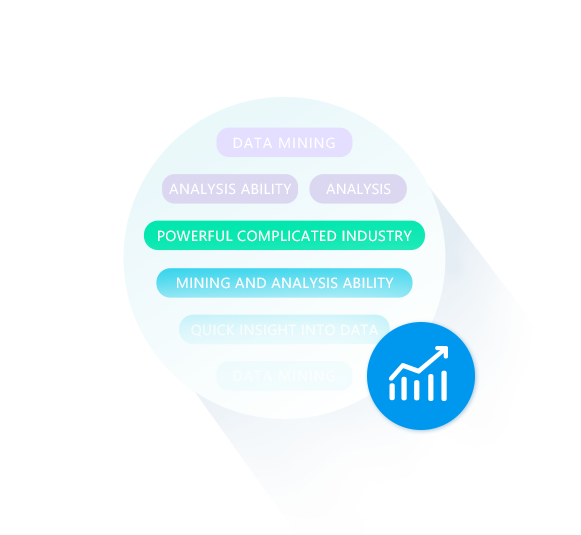 DATA MINING
ANALYSIS ABILITY ANALYSIS
POWERFUL COMPLICATED INDUSTRY
MINING AND ANALYSIS ABILITY
QUICK INSIGHT INTO DATA
DATA MINING